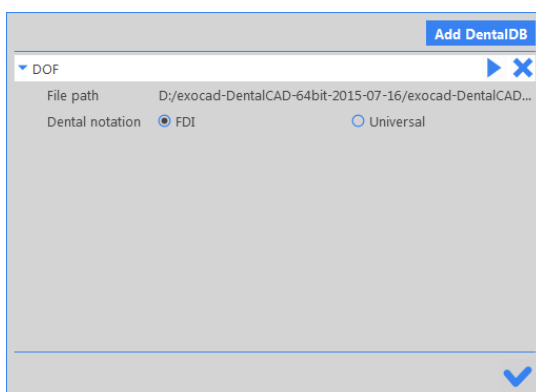 Add DentalDB
DOF
File path D:/exocad-DentalCAD-64bit-2015-07-16/exocad-DentalCAD...
Dental notation FDI Universal